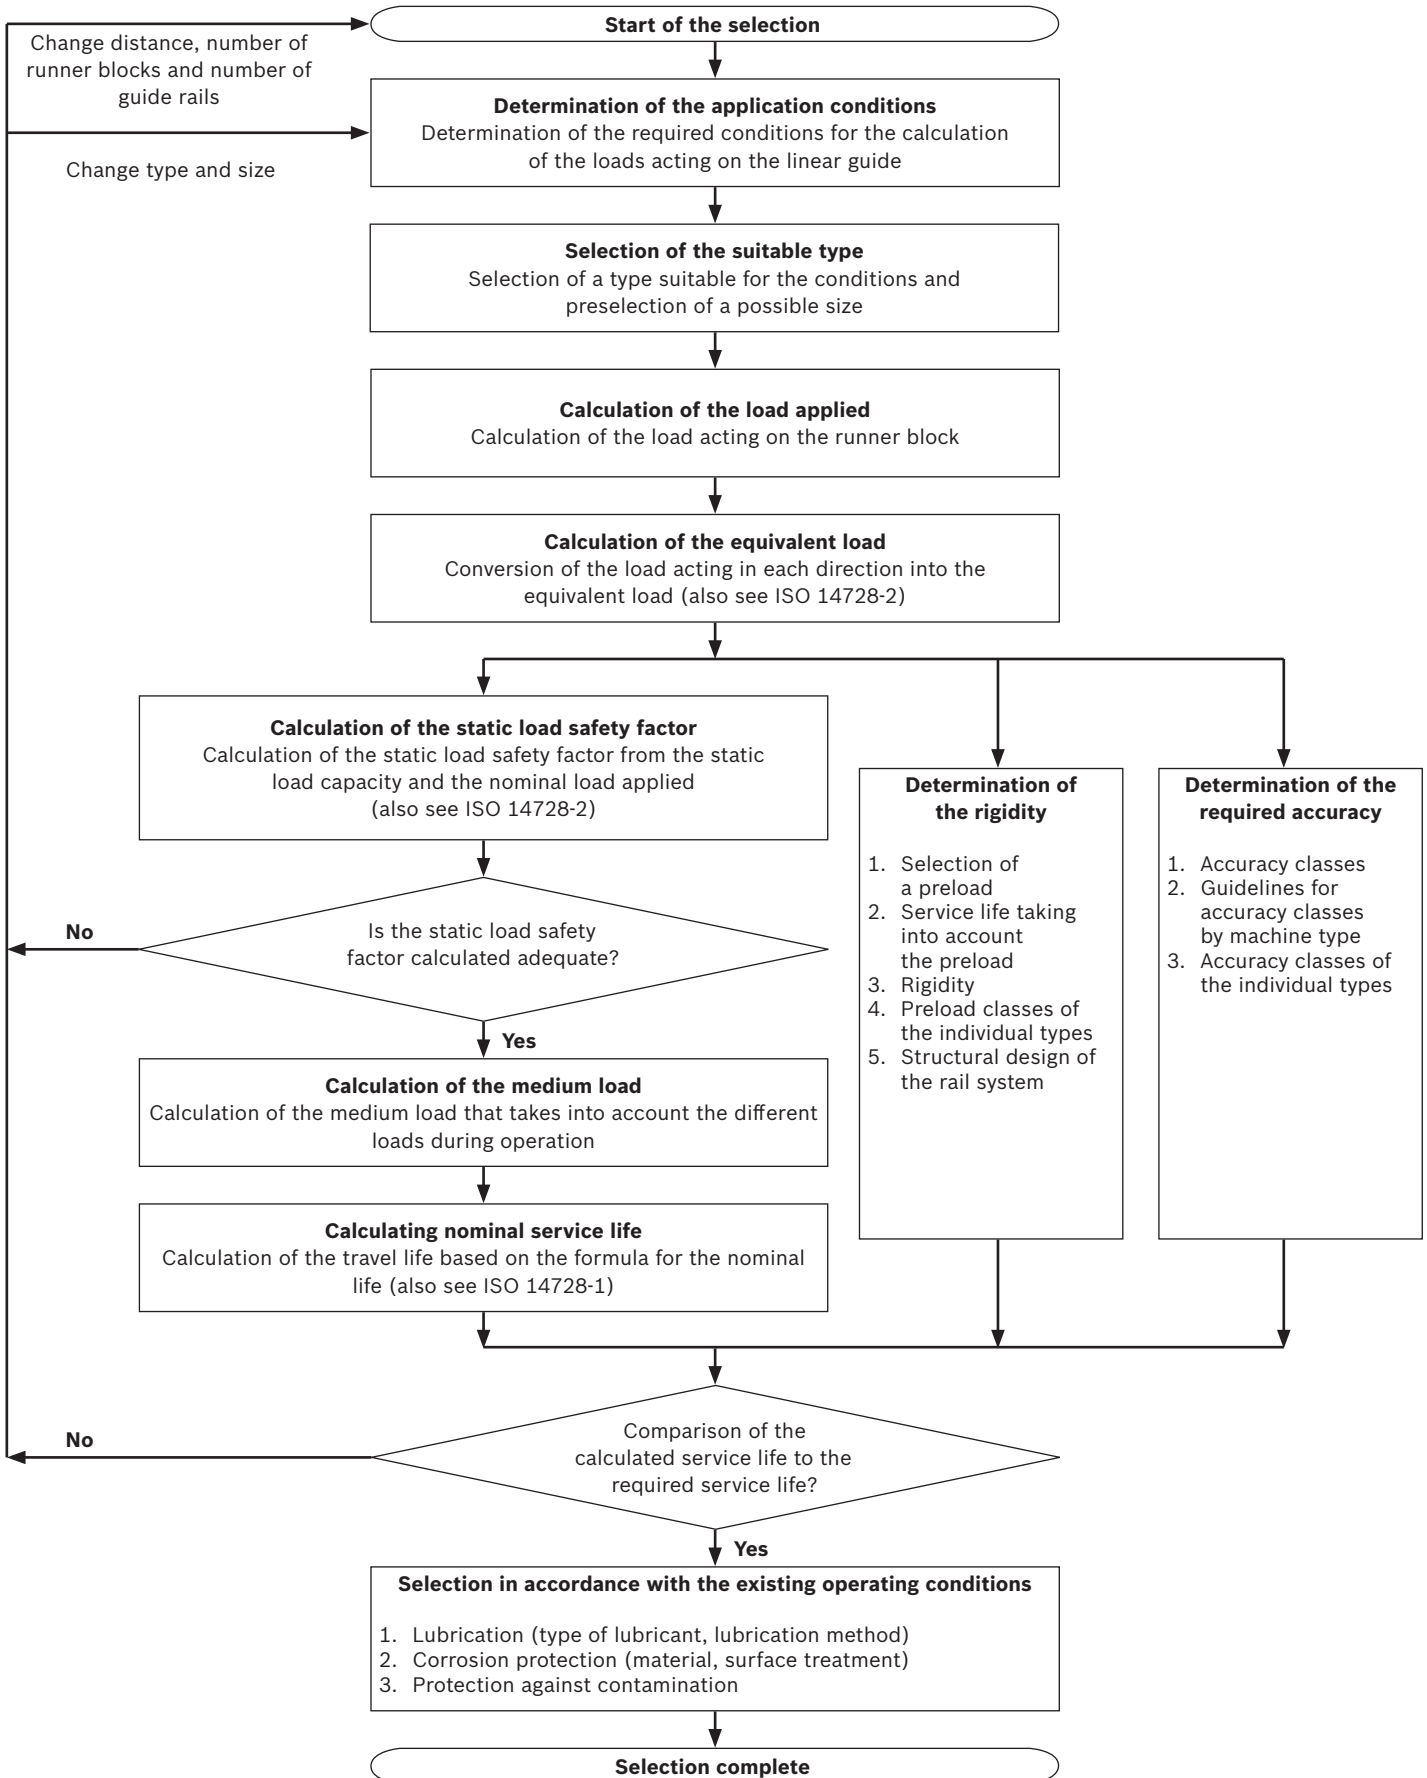 Start of the selection
Change distance, number of
runner blocks and number of
guide rails
Determination of the application conditions
Determination of the required conditions for the calculation
of the loads acting on the linear guide
Change type and size
Selection of the suitable type
Selection of a type suitable for the conditions and
preselection of a possible size
Calculation of the load applied
Calculation of the load acting on the runner block
Calculation of the equivalent load
Conversion of the load acting in each direction into the
equivalent load (also see ISO 14728-2)
Calculation of the static load safety factor
Calculation of the static load safety factor from the static
load capacity and the nominal load applied
(also see ISO 14728-2)
Is the static load safety
factor calculated adequate?
No
Yes
Calculation of the medium load
Calculation of the medium load that takes into account the different
loads during operation
Calculating nominal service life
Calculation of the travel life based on the formula for the nominal
life (also see ISO 14728-1)
Determination of
the rigidity
1. Selection of
a preload
2. Service life taking
into account
the preload
3. Rigidity
4. Preload classes of
the individual types
5. Structural design of
the rail system
Determination of the
required accuracy
1. Accuracy classes
2. Guidelines for
accuracy classes
by machine type
3. Accuracy classes of
the individual types
Comparison of the
calculated service life to the
required service life?
No
Yes
Selection in accordance with the existing operating conditions
1. Lubrication (type of lubricant, lubrication method)
2. Corrosion protection (material, surface treatment)
3. Protection against contamination
Selection complete